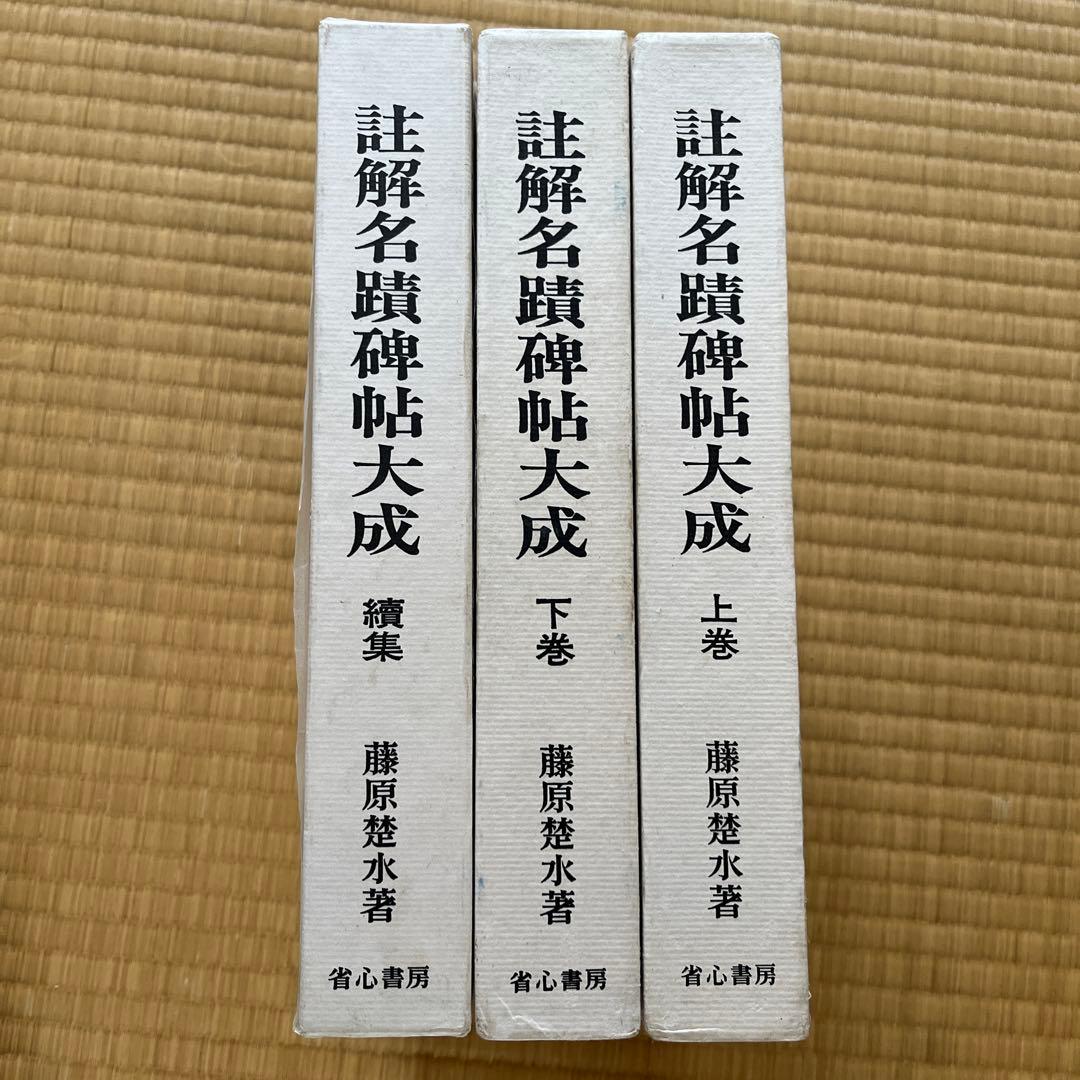 註解名蹟碑帖大成
上巻
藤原楚水著
省心書房
註解名蹟碑帖大成
下巻
藤原楚水著
省心書房
註解名蹟碑帖大成
續集
藤原楚水著
省心書房